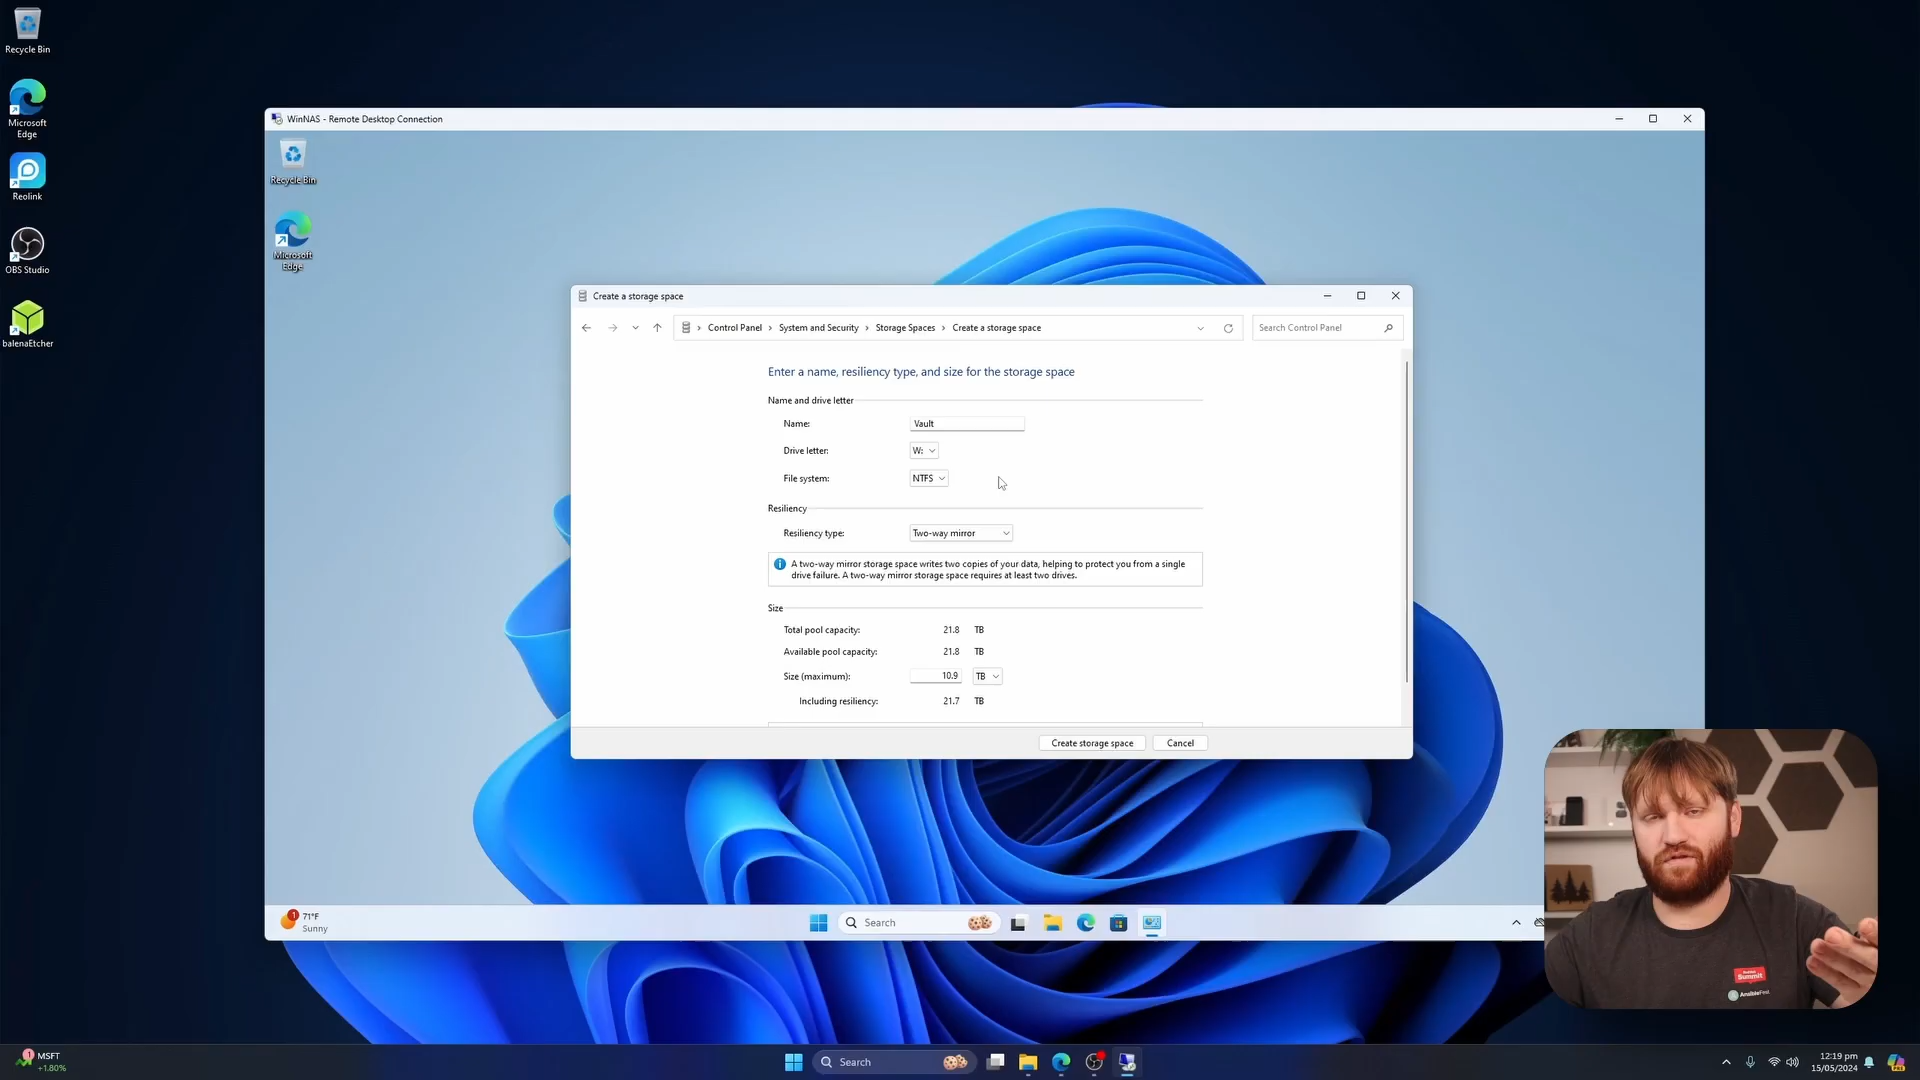 Recycle Bin
Microsoft
Edge
Reolink
OBS Studio
balenaEtcher
WinNAS - Remote Desktop Connection
Recycle Bin
Microsoft
Edge
Create a storage space
Control Panel > System and Security > Storage Spaces > Create a storage space
Search Control Panel
Enter a name, resiliency type, and size for the storage space
Name and drive letter
Name: Vault
Drive letter: W:
File system: NTFS
Resiliency
Resiliency type: Two-way mirror
A two-way mirror storage space writes two copies of your data, helping to protect you from a single
drive failure. A two-way mirror storage space requires at least two drives.
Size
Total pool capacity: 21.8 TB
Available pool capacity: 21.8 TB
Size (maximum): 10.9 TB
Including resiliency: 21.7 TB
Create storage space Cancel
1
71°F
Sunny
Search
Summit
AnsibleFest
MSFT
+1.80%
Search
12:19 pm
15/05/2024